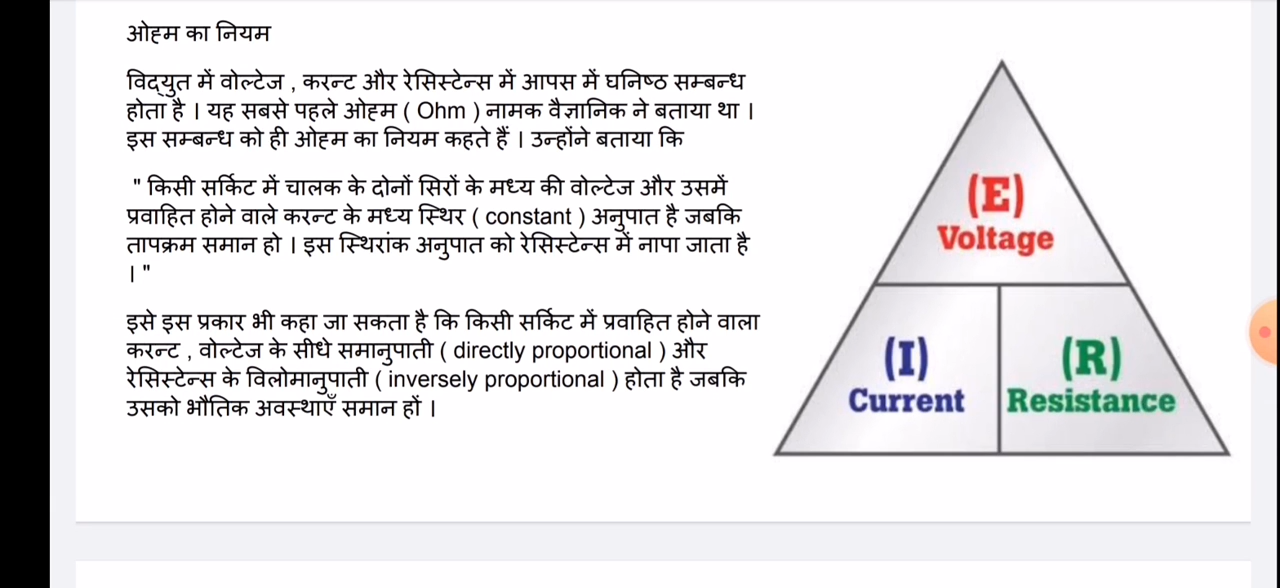 ओह्म का नियम
विद्युत में वोल्टेज , करन्ट और रेसिस्टेन्स में आपस में घनिष्ठ सम्बन्ध
होता है । यह सबसे पहले ओह्म ( Ohm ) नामक वैज्ञानिक ने बताया था ।
इस सम्बन्ध को ही ओह्म का नियम कहते हैं । उन्होंने बताया कि
" किसी सर्किट में चालक के दोनों सिरों के मध्य की वोल्टेज और उसमें
प्रवाहित होने वाले करन्ट के मध्य स्थिर ( constant ) अनुपात है जबकि
तापक्रम समान हो । इस स्थिरांक अनुपात को रेसिस्टेन्स में नापा जाता है
। "
इसे इस प्रकार भी कहा जा सकता है कि किसी सर्किट में प्रवाहित होने वाला
करन्ट , वोल्टेज के सीधे समानुपाती ( directly proportional ) और
रेसिस्टेन्स के विलोमानुपाती ( inversely proportional ) होता है जबकि
उसको भौतिक अवस्थाएँ समान हों ।
(E)
Voltage
(I)
Current
(R)
Resistance